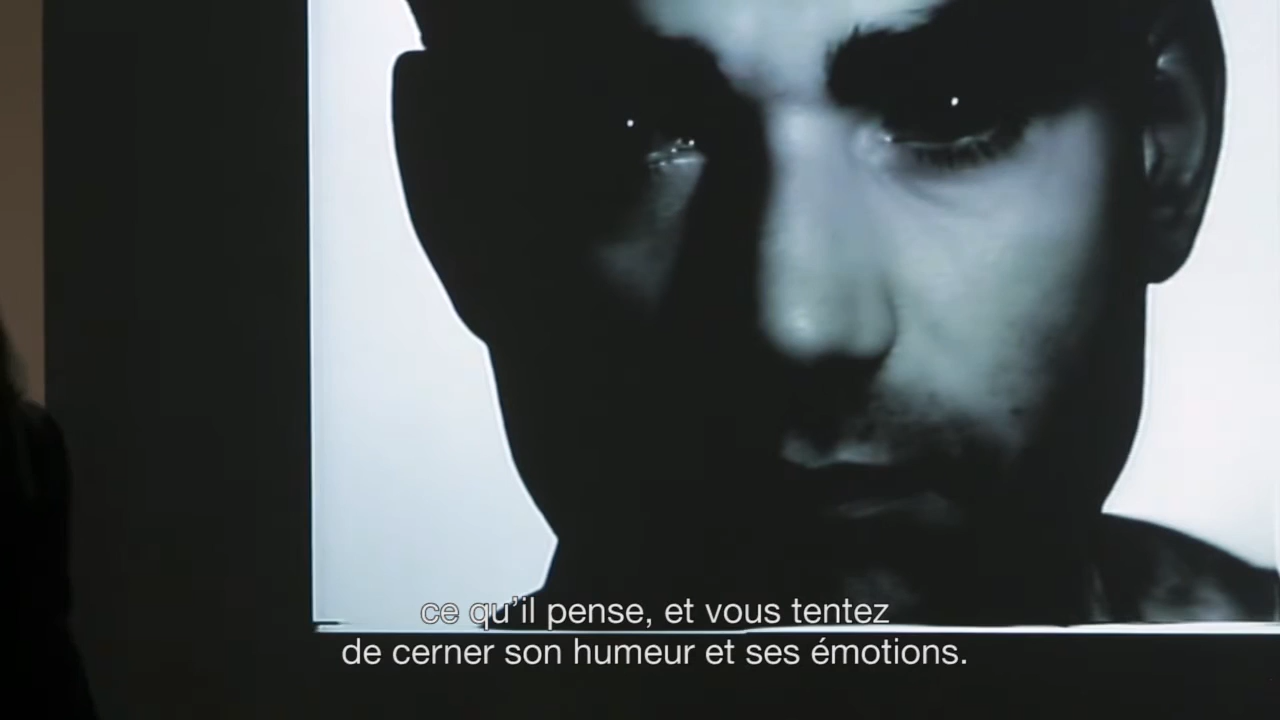 ce qu'il pense, et vous tentez
de cerner son humeur et ses émotions.